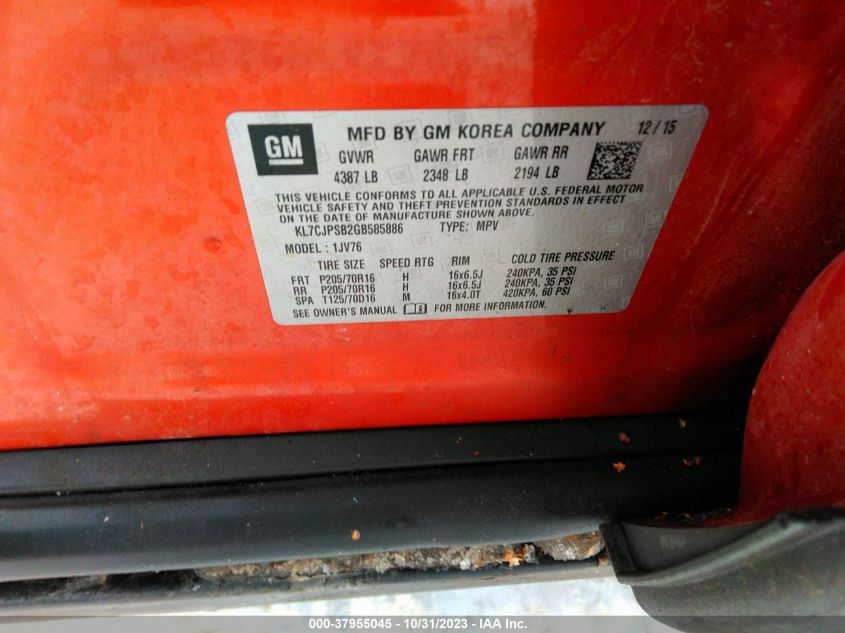 GM
MFD BY GM KOREA COMPANY 12/15
GVWR GAWR FRT GAWR RR
4387 LB 2348 LB 2194 LB
THIS VEHICLE CONFORMS TO ALL APPLICABLE U.S. FEDERAL MOTOR
VEHICLE SAFETY AND THEFT PREVENTION STANDARDS IN EFFECT
ON THE DATE OF MANUFACTURE SHOWN ABOVE.
KL7CJPSB2GB585886 TYPE: MPV
MODEL: 1JV76
TIRE SIZE SPEED RTG RIM COLD TIRE PRESSURE
FRT P205/70R16 H 16x6.5J 240KPA, 35 PSI
RR P205/70R16 H 16x6.5J 240KPA, 35 PSI
SPA T125/70D16 M 16x4.0T 420KPA, 60 PSI
SEE OWNER'S MANUAL FOR MORE INFORMATION.
000-37955045 - 10/31/2023 - IAA Inc.